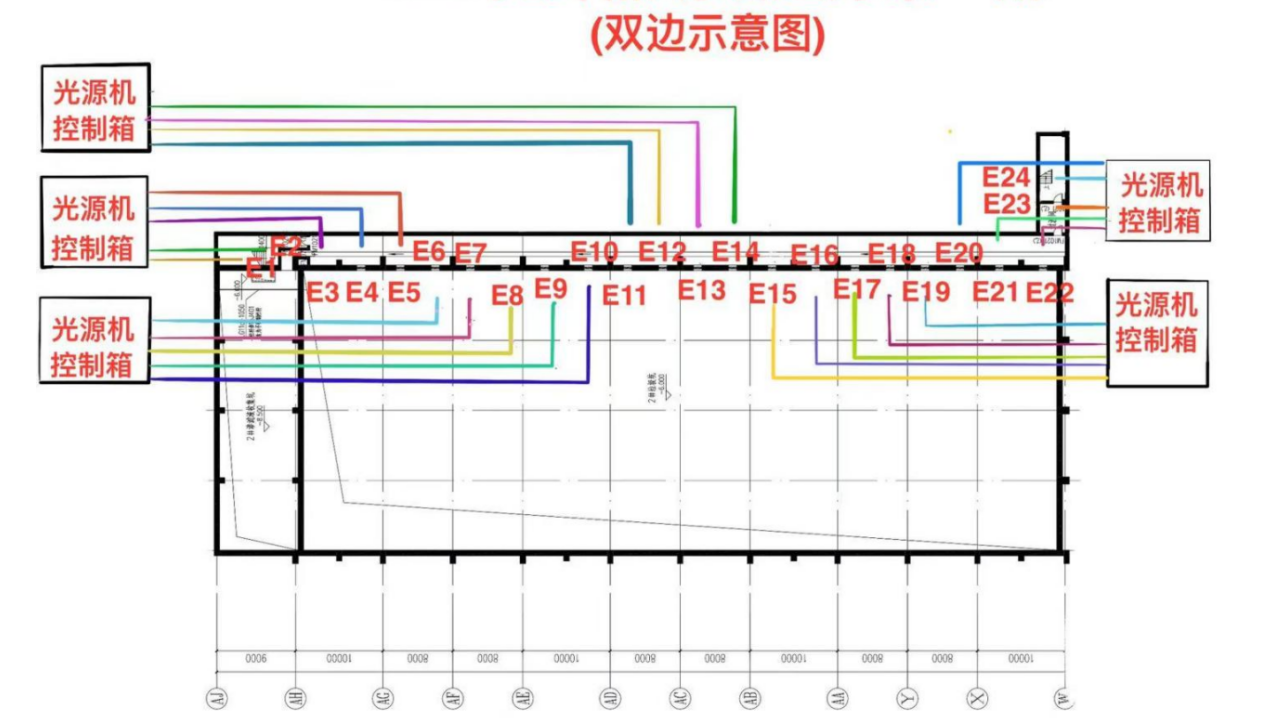 (双边示意图)
光源机
控制箱
光源机
控制箱
光源机
控制箱
光源机
控制箱
光源机
控制箱
E24
E23
E2
E1
E6
E7
E10
E12
E14
E16
E18
E20
E3
E4
E5
E8
E9
E11
E13
E15
E17
E19
E21
E22
-6.000
9000
10000
8000
8000
10000
8000
8000
10000
8000
8000
10000
AJ
AH
AG
AF
AE
AD
AC
AB
AA
Y
X
W